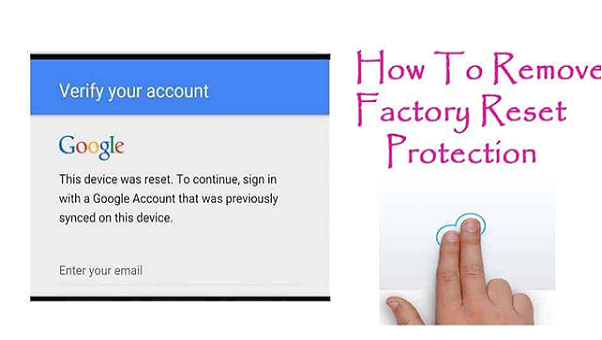 Verify your account
Google
This device was reset. To continue, sign in
with a Google Account that was previously
synced on this device.
Enter your email
How To Remove
Factory Reset
Protection